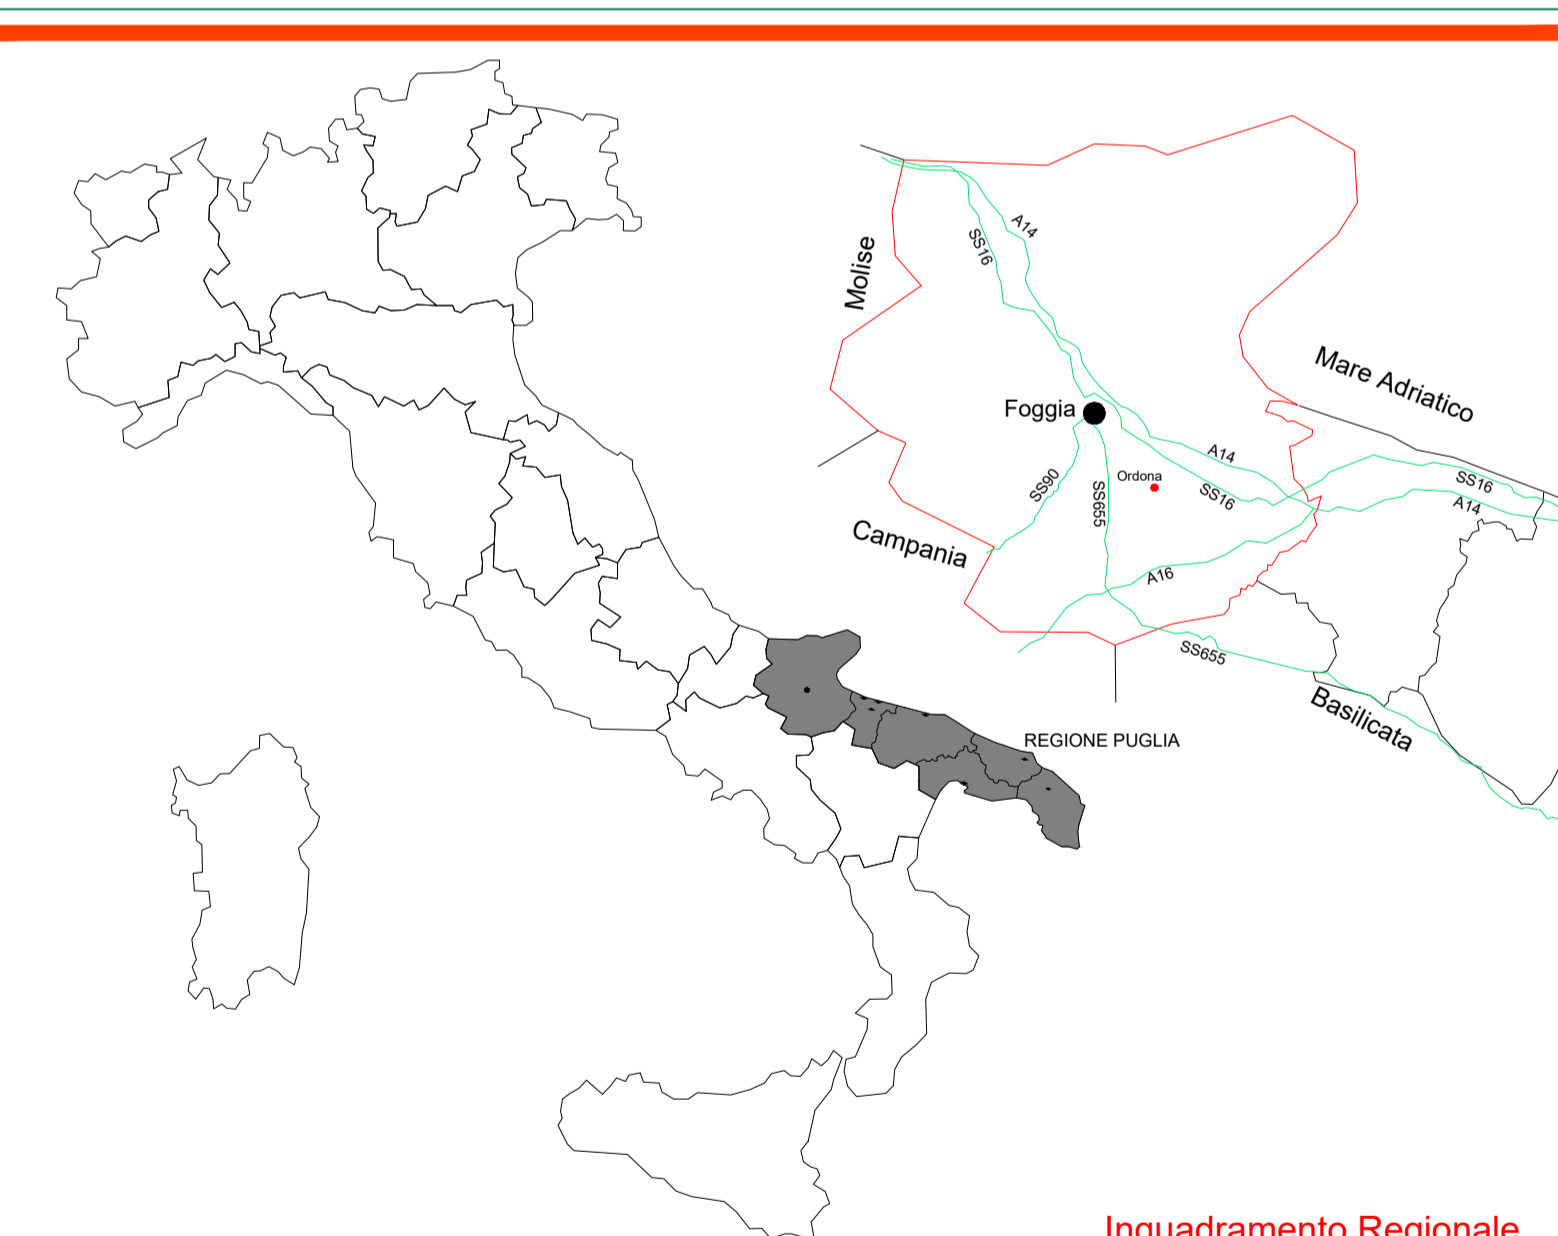 A14
SS16
Molise
Mare Adriatico
Foggia
A14
SS90
Ordona
SS655
SS16
SS16
A14
Campania
A16
SS655
Basilicata
REGIONE PUGLIA
Inquadramento Regionale